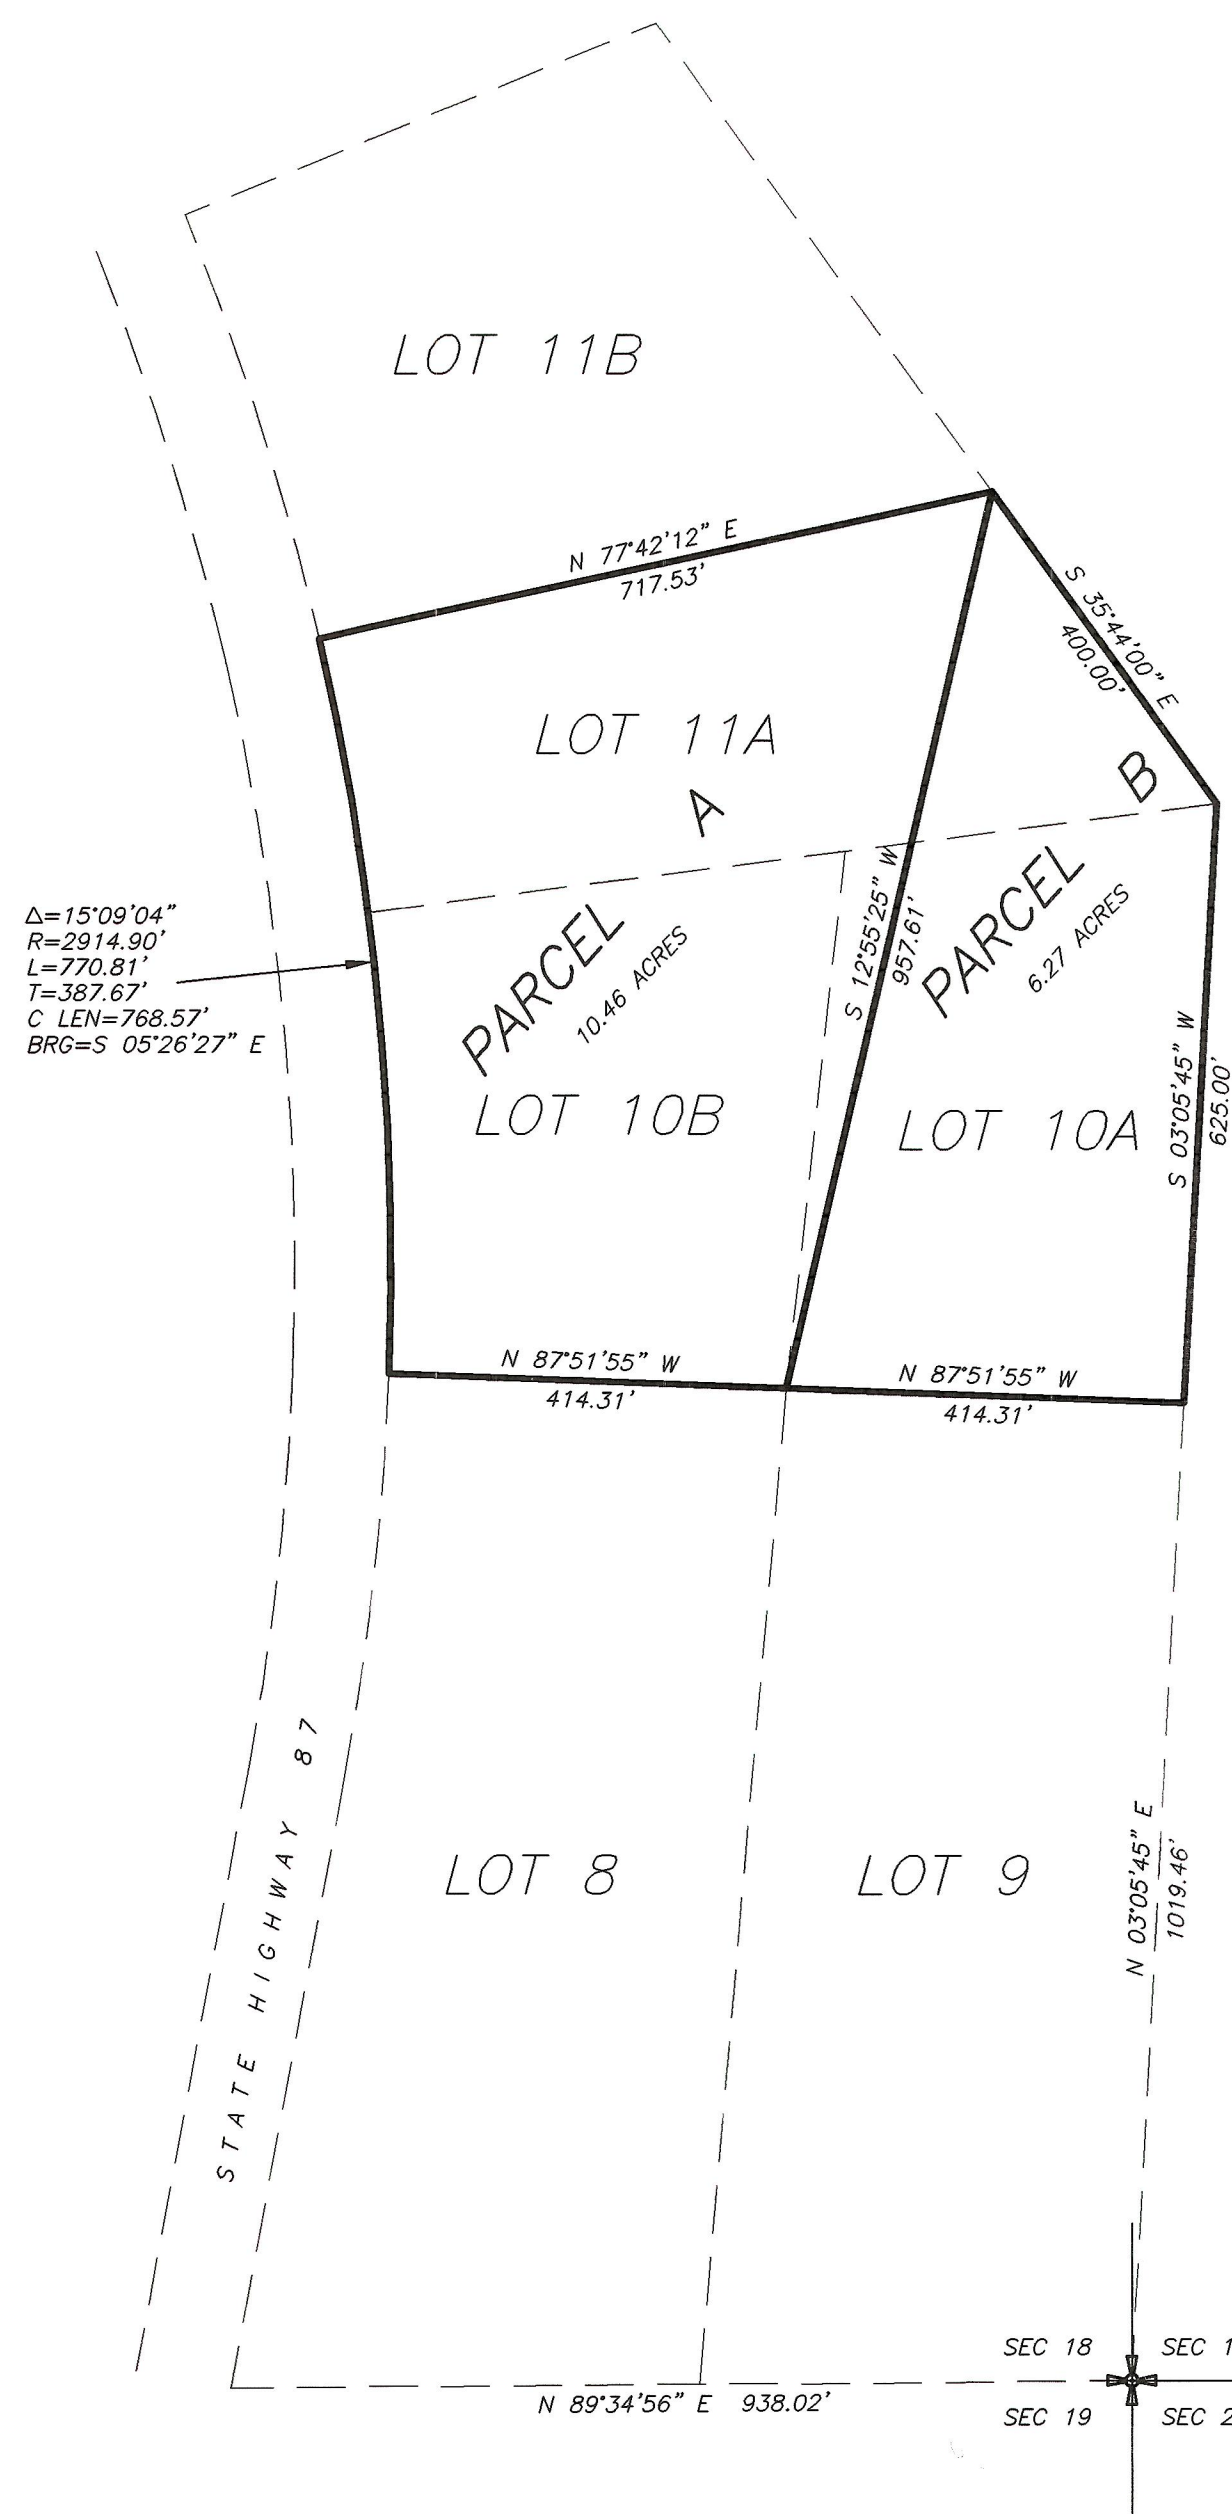 LOT 11B
N 77°42'12" E
717.53'
S 35°44'00" E
400.00'
LOT 11A
A
B
Δ=15°09'04"
R=2914.90'
L=770.81'
T=387.67'
C LEN=768.57'
BRG=S 05°26'27" E
PARCEL
10.46 ACRES
S 12°55'25" W
957.61'
PARCEL
6.27 ACRES
LOT 10B
LOT 10A
S 03°05'45" W
625.00'
N 87°51'55" W
414.31'
N 87°51'55" W
414.31'
STATE HIGHWAY 87
LOT 8
LOT 9
N 03°05'45" E
1019.46'
SEC 18
SEC 1
N 89°34'56" E 938.02'
SEC 19
SEC 2